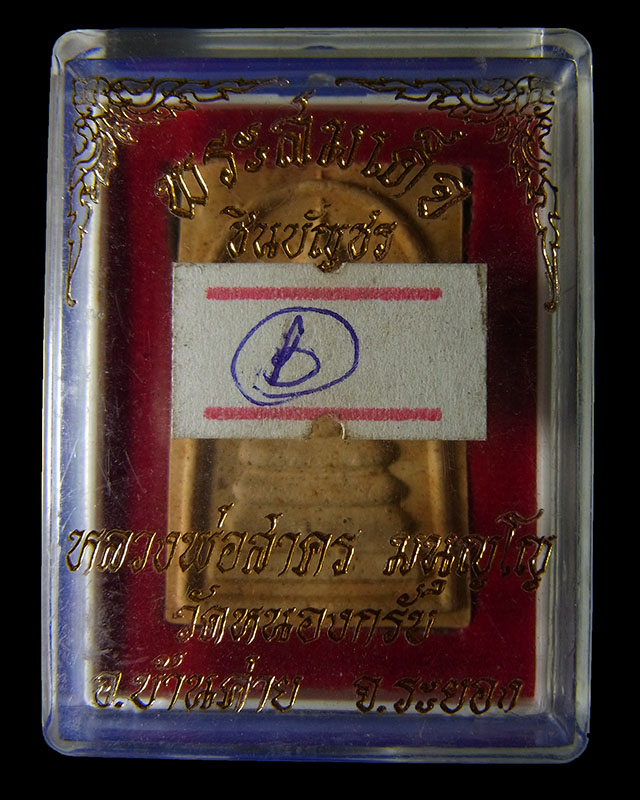 พระสมเด็จ
ชินบัญชร
หลวงพ่อสาคร มนุญโญ
วัดหนองกรับ
อ.บ้านค่าย จ.ระยอง